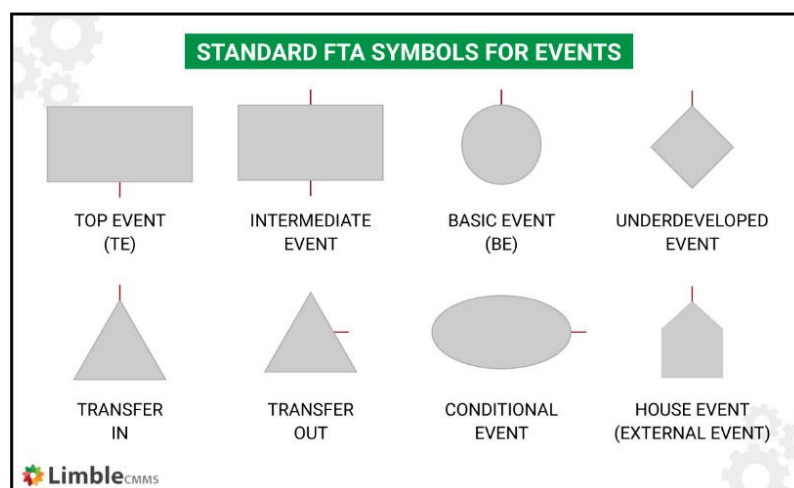 STANDARD FTA SYMBOLS FOR EVENTS
TOP EVENT
(TE)
INTERMEDIATE
EVENT
BASIC EVENT
(BE)
UNDERDEVELOPED
EVENT
TRANSFER
IN
TRANSFER
OUT
CONDITIONAL
EVENT
HOUSE EVENT
(EXTERNAL EVENT)
Limble CMMS